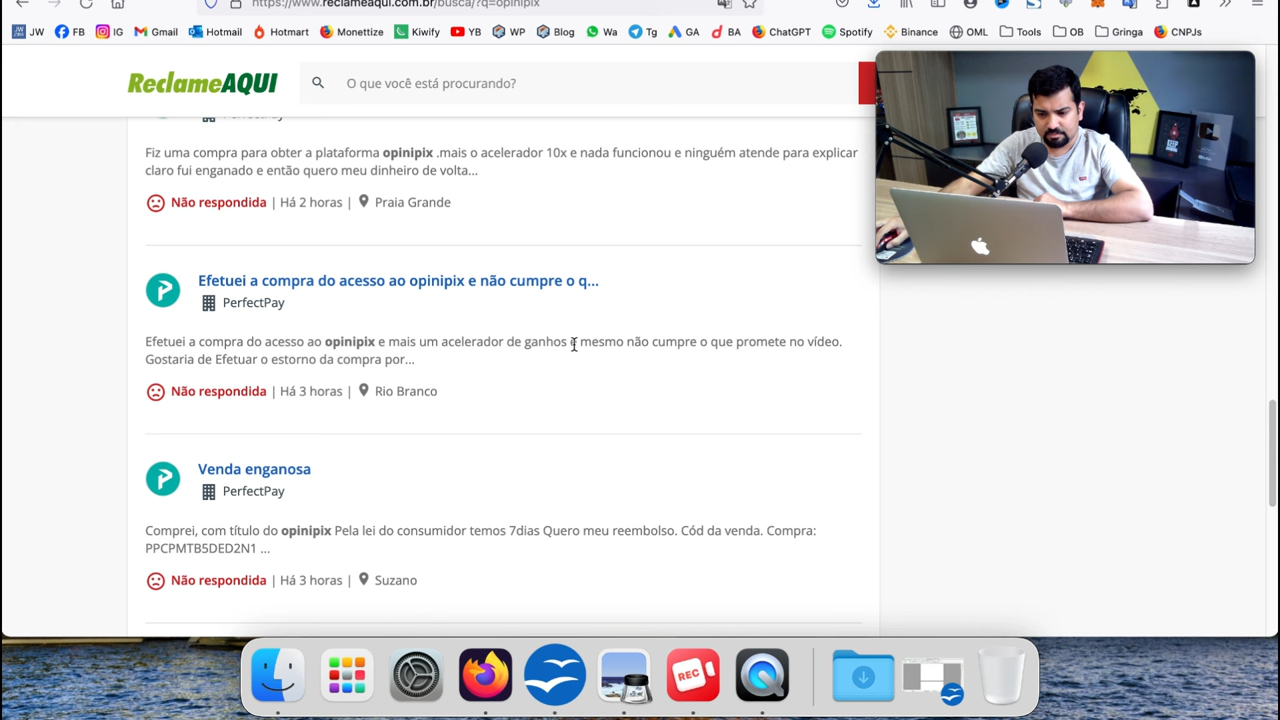 https://www.reclameaqui.com.br/busca/?q=opinipix
JW FB IG Gmail Hotmail Hotmart Monettize Kiwify YB WP Blog Wa Tg GA BA ChatGPT Spotify Binance OML Tools OB Gringa CNPJs
ReclameAQUI O que você está procurando?
Fiz uma compra para obter a plataforma opinipix .mais o acelerador 10x e nada funcionou e ninguém atende para explicar
claro fui enganado e então quero meu dinheiro de volta...
Não respondida | Há 2 horas | Praia Grande
Efetuei a compra do acesso ao opinipix e não cumpre o q...
PerfectPay
Efetuei a compra do acesso ao opinipix e mais um acelerador de ganhos e mesmo não cumpre o que promete no vídeo.
Gostaria de Efetuar o estorno da compra por...
Não respondida | Há 3 horas | Rio Branco
Venda enganosa
PerfectPay
Comprei, com título do opinipix Pela lei do consumidor temos 7dias Quero meu reembolso. Cód da venda. Compra:
PPCPMTB5DED2N1 ...
Não respondida | Há 3 horas | Suzano
REC